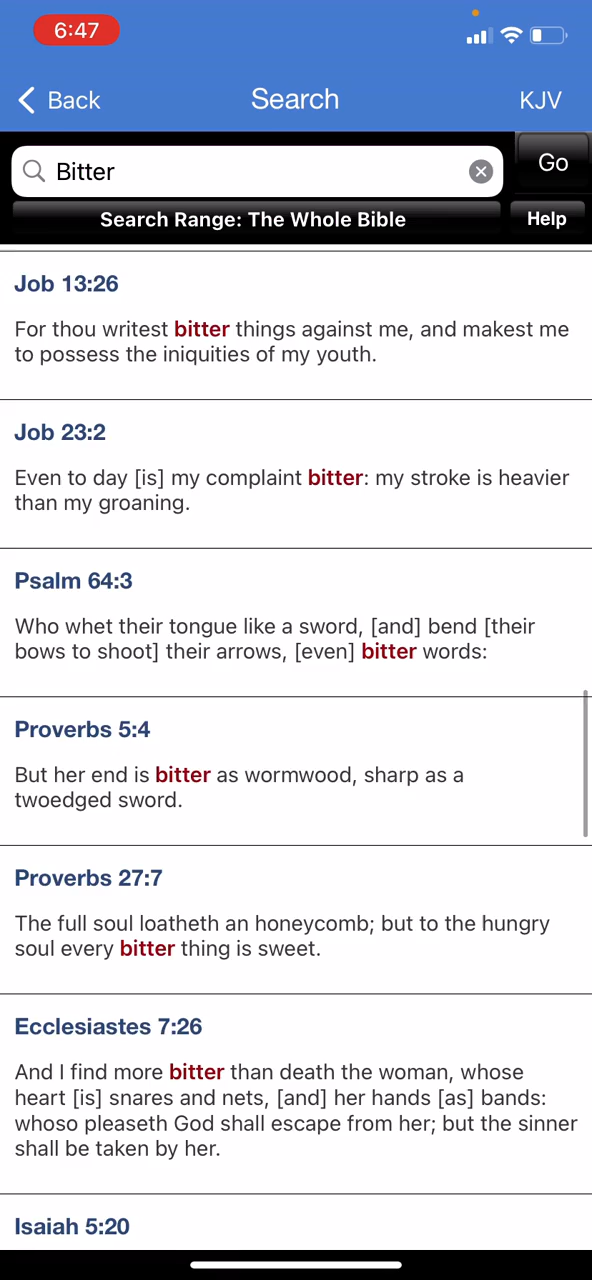 6:47
Back
Search
KJV
Bitter
Go
Search Range: The Whole Bible
Help
Job 13:26
For thou writest bitter things against me, and makest me
to possess the iniquities of my youth.
Job 23:2
Even to day [is] my complaint bitter: my stroke is heavier
than my groaning.
Psalm 64:3
Who whet their tongue like a sword, [and] bend [their
bows to shoot] their arrows, [even] bitter words:
Proverbs 5:4
But her end is bitter as wormwood, sharp as a
twoedged sword.
Proverbs 27:7
The full soul loatheth an honeycomb; but to the hungry
soul every bitter thing is sweet.
Ecclesiastes 7:26
And I find more bitter than death the woman, whose
heart [is] snares and nets, [and] her hands [as] bands:
whoso pleaseth God shall escape from her; but the sinner
shall be taken by her.
Isaiah 5:20